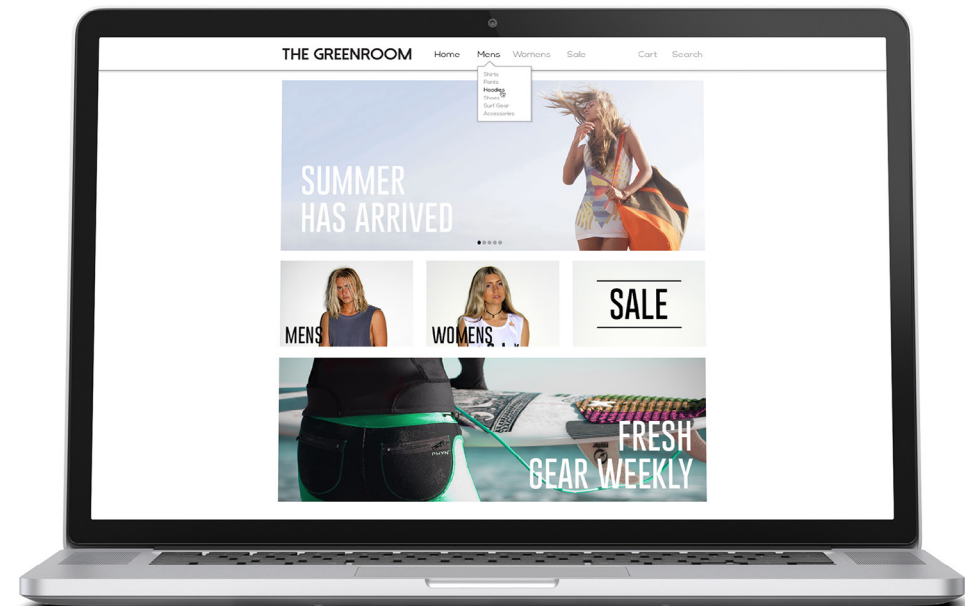 THE GREENROOM
Home Mens Womens Sale Cart Search
Shirts
Pants
Hoodies
Shoes
Surf Gear
Accessories
SUMMER
HAS ARRIVED
MENS
WOMENS
SALE
FRESH
GEAR WEEKLY